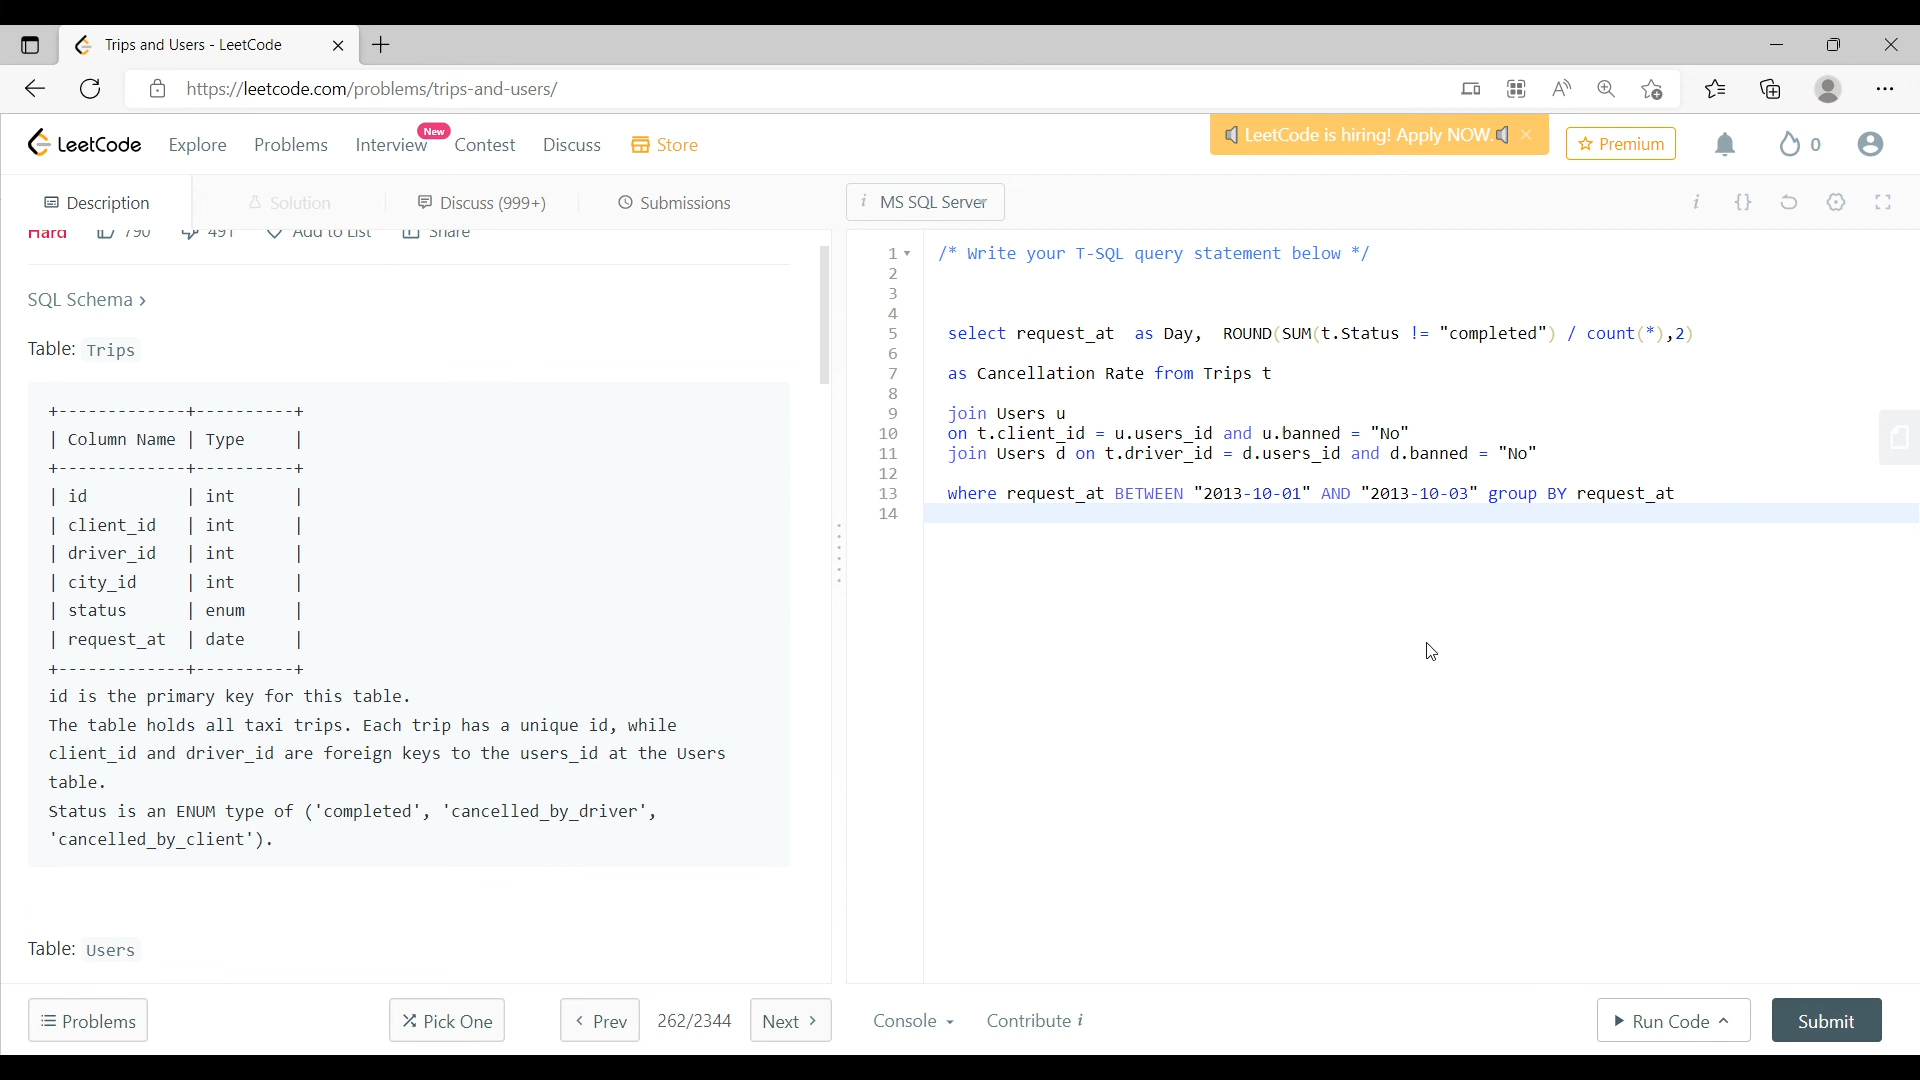 Trips and Users - LeetCode
https://leetcode.com/problems/trips-and-users/
LeetCode Explore Problems Interview New Contest Discuss Store LeetCode is hiring! Apply NOW. Premium 0
Description Solution Discuss (999+) Submissions i MS SQL Server i {}
Hard 790 491 Add to List Share
SQL Schema >
Table: Trips
+-------------+----------+
| Column Name | Type     |
+-------------+----------+
| id          | int      |
| client_id   | int      |
| driver_id   | int      |
| city_id     | int      |
| status      | enum     |
| request_at  | date     |
+-------------+----------+
id is the primary key for this table.
The table holds all taxi trips. Each trip has a unique id, while
client_id and driver_id are foreign keys to the users_id at the Users
table.
Status is an ENUM type of ('completed', 'cancelled_by_driver',
'cancelled_by_client').
Table: Users
1 /* Write your T-SQL query statement below */
2
3
4
5 select request_at  as Day,  ROUND(SUM(t.Status != "completed") / count(*),2)
6
7 as Cancellation Rate from Trips t
8
9 join Users u
10 on t.client_id = u.users_id and u.banned = "No"
11 join Users d on t.driver_id = d.users_id and d.banned = "No"
12
13 where request_at BETWEEN "2013-10-01" AND "2013-10-03" group BY request_at
14
Problems Pick One < Prev 262/2344 Next > Console Contribute i Run Code Submit